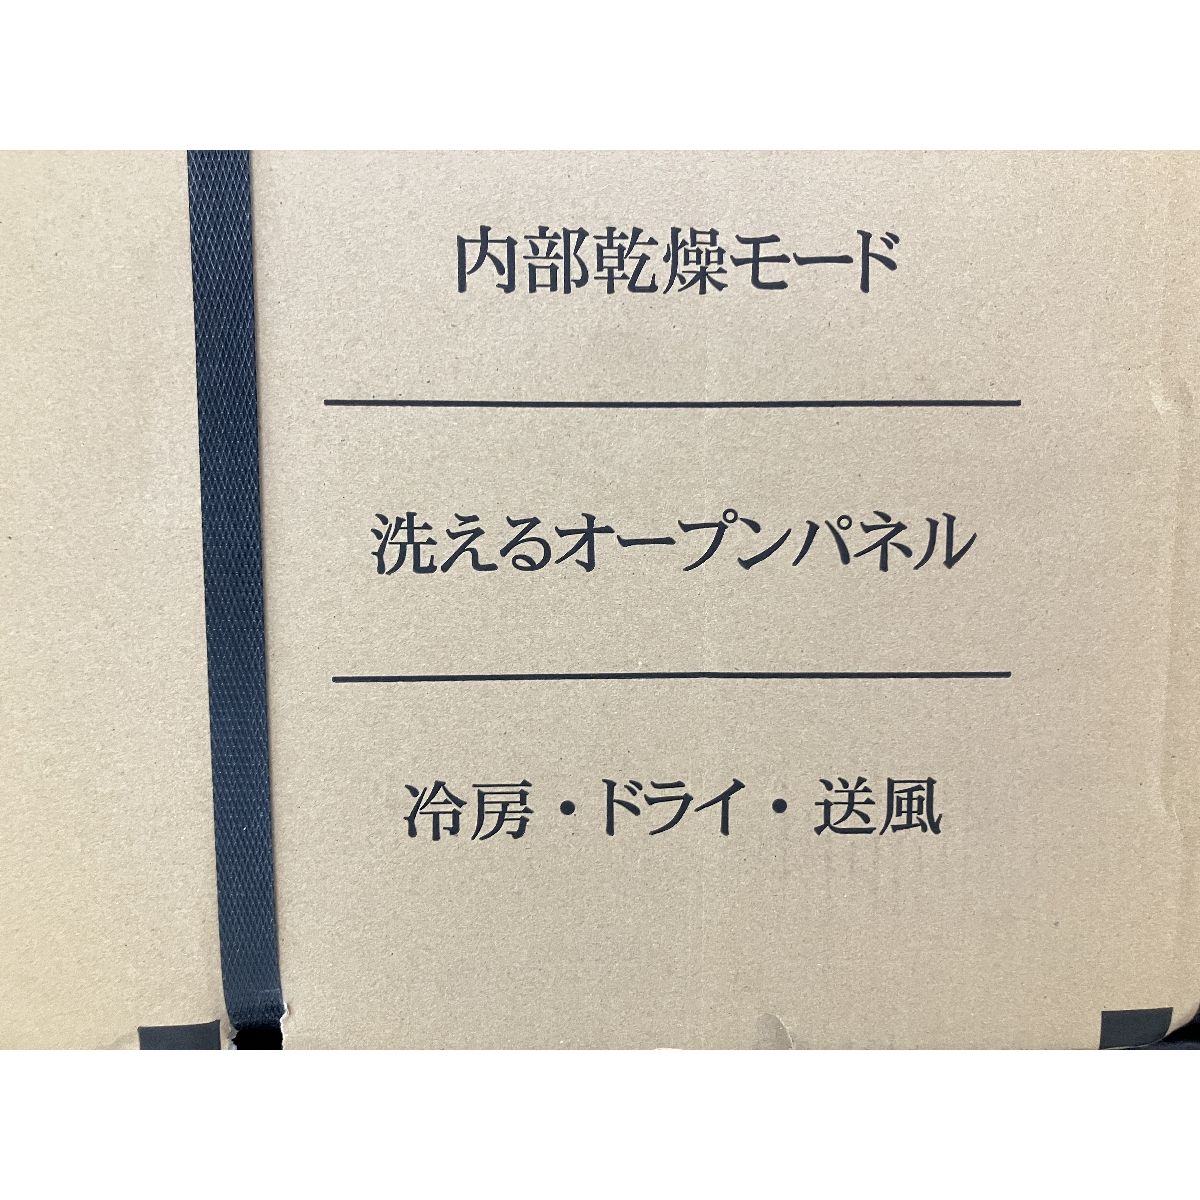 内部乾燥モード
洗えるオープンパネル
冷房・ドライ・送風